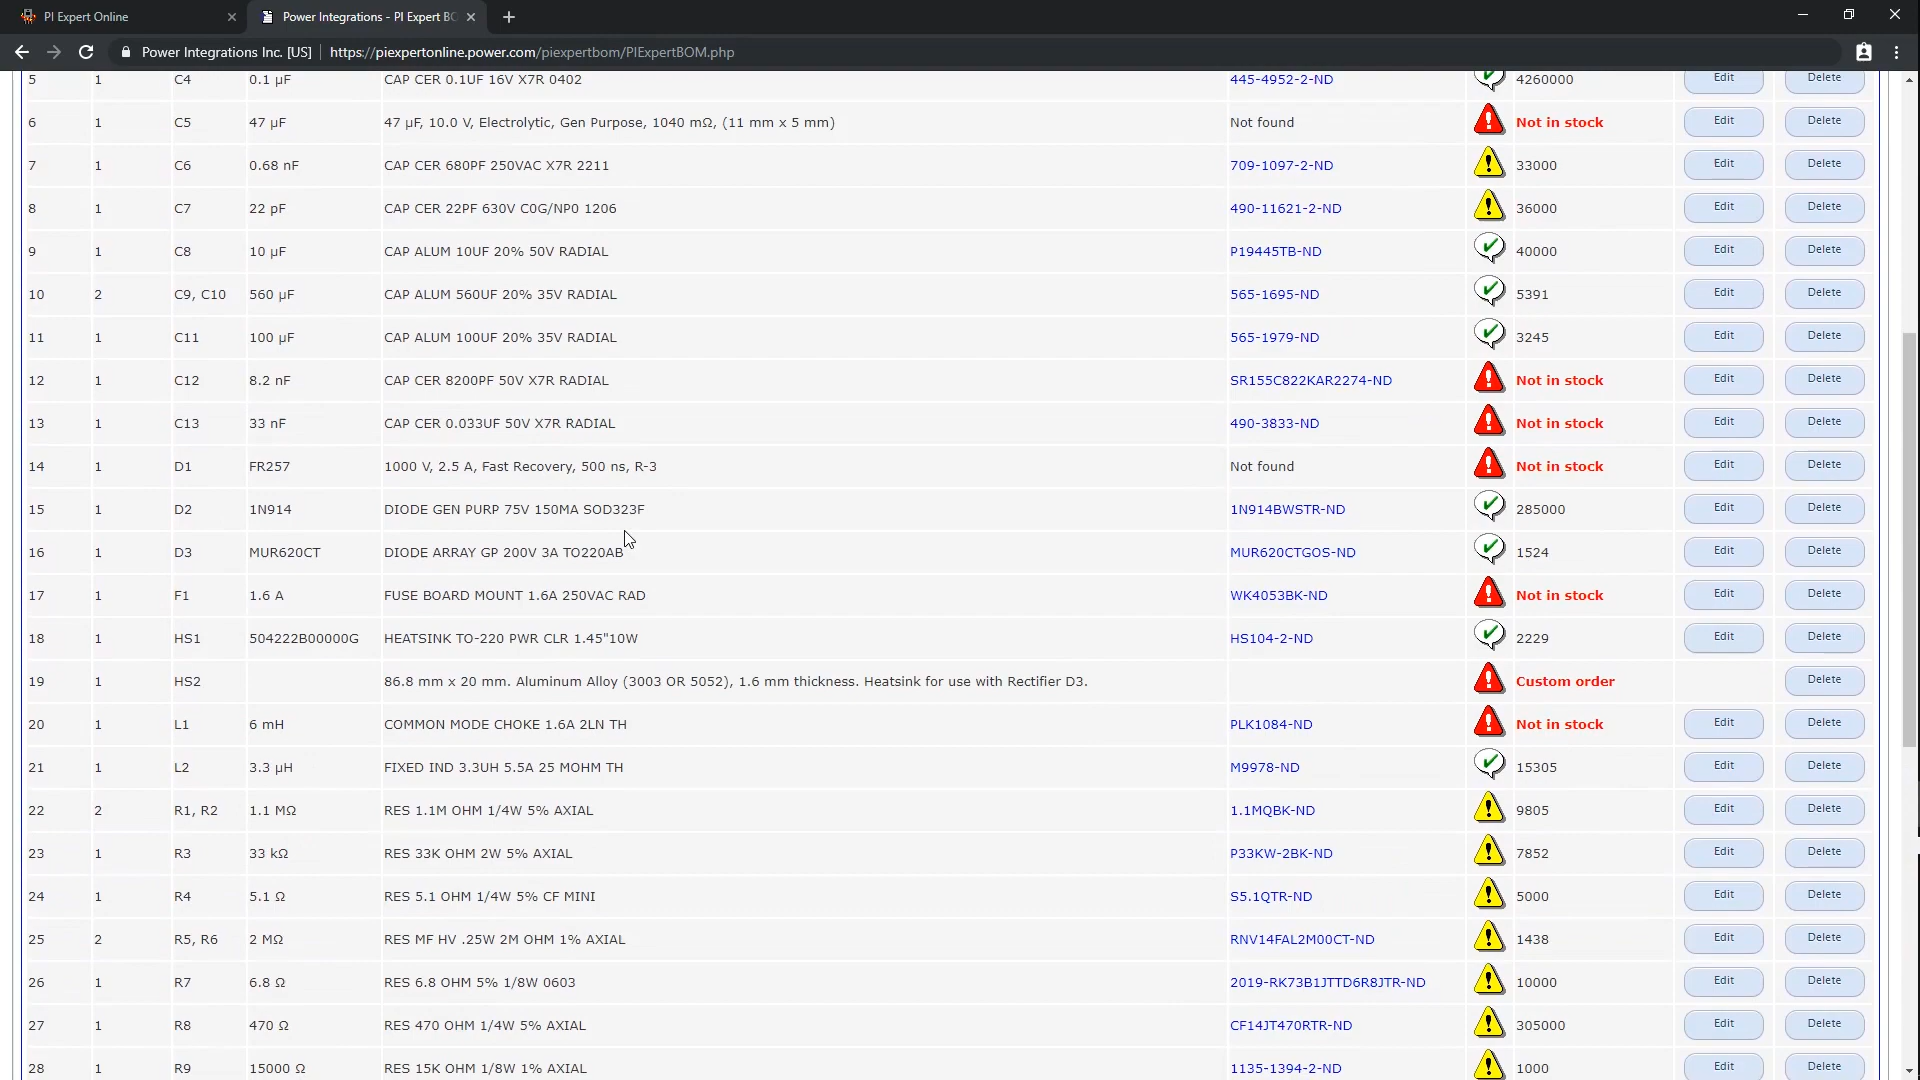 PI Expert Online
Power Integrations - PI Expert BO
Power Integrations Inc. [US] | https://piexpertonline.power.com/piexpertbom/PIExpertBOM.php
5 1 C4 0.1 µF CAP CER 0.1UF 16V X7R 0402 445-4952-2-ND 4260000 Edit Delete
6 1 C5 47 µF 47 µF, 10.0 V, Electrolytic, Gen Purpose, 1040 mΩ, (11 mm x 5 mm) Not found Not in stock Edit Delete
7 1 C6 0.68 nF CAP CER 680PF 250VAC X7R 2211 709-1097-2-ND 33000 Edit Delete
8 1 C7 22 pF CAP CER 22PF 630V C0G/NP0 1206 490-11621-2-ND 36000 Edit Delete
9 1 C8 10 µF CAP ALUM 10UF 20% 50V RADIAL P19445TB-ND 40000 Edit Delete
10 2 C9, C10 560 µF CAP ALUM 560UF 20% 35V RADIAL 565-1695-ND 5391 Edit Delete
11 1 C11 100 µF CAP ALUM 100UF 20% 35V RADIAL 565-1979-ND 3245 Edit Delete
12 1 C12 8.2 nF CAP CER 8200PF 50V X7R RADIAL SR155C822KAR2274-ND Not in stock Edit Delete
13 1 C13 33 nF CAP CER 0.033UF 50V X7R RADIAL 490-3833-ND Not in stock Edit Delete
14 1 D1 FR257 1000 V, 2.5 A, Fast Recovery, 500 ns, R-3 Not found Not in stock Edit Delete
15 1 D2 1N914 DIODE GEN PURP 75V 150MA SOD323F 1N914BWSTR-ND 285000 Edit Delete
16 1 D3 MUR620CT DIODE ARRAY GP 200V 3A TO220AB MUR620CTGOS-ND 1524 Edit Delete
17 1 F1 1.6 A FUSE BOARD MOUNT 1.6A 250VAC RAD WK4053BK-ND Not in stock Edit Delete
18 1 HS1 504222B00000G HEATSINK TO-220 PWR CLR 1.45"10W HS104-2-ND 2229 Edit Delete
19 1 HS2 86.8 mm x 20 mm. Aluminum Alloy (3003 OR 5052), 1.6 mm thickness. Heatsink for use with Rectifier D3. Custom order Delete
20 1 L1 6 mH COMMON MODE CHOKE 1.6A 2LN TH PLK1084-ND Not in stock Edit Delete
21 1 L2 3.3 µH FIXED IND 3.3UH 5.5A 25 MOHM TH M9978-ND 15305 Edit Delete
22 2 R1, R2 1.1 MΩ RES 1.1M OHM 1/4W 5% AXIAL 1.1MQBK-ND 9805 Edit Delete
23 1 R3 33 kΩ RES 33K OHM 2W 5% AXIAL P33KW-2BK-ND 7852 Edit Delete
24 1 R4 5.1 Ω RES 5.1 OHM 1/4W 5% CF MINI S5.1QTR-ND 5000 Edit Delete
25 2 R5, R6 2 MΩ RES MF HV .25W 2M OHM 1% AXIAL RNV14FAL2M00CT-ND 1438 Edit Delete
26 1 R7 6.8 Ω RES 6.8 OHM 5% 1/8W 0603 2019-RK73B1JTTD6R8JTR-ND 10000 Edit Delete
27 1 R8 470 Ω RES 470 OHM 1/4W 5% AXIAL CF14JT470RTR-ND 305000 Edit Delete
28 1 R9 15000 Ω RES 15K OHM 1/8W 1% AXIAL 1135-1394-2-ND 1000 Edit Delete